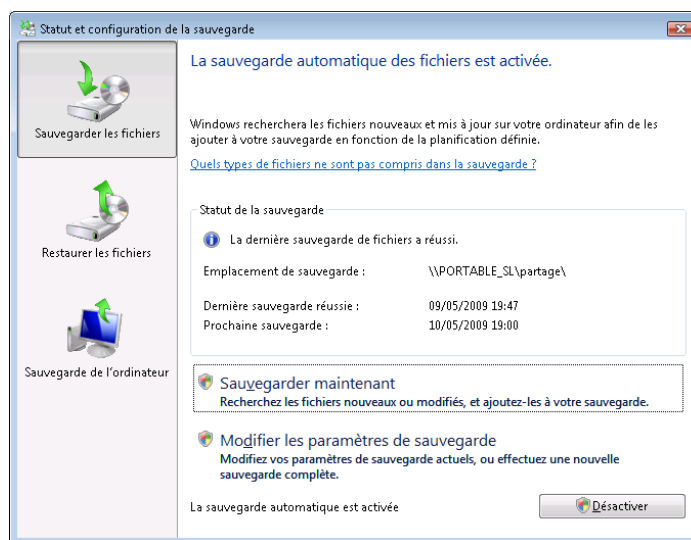 Statut et configuration de la sauvegarde
Sauvegarder les fichiers
Restaurer les fichiers
Sauvegarde de l'ordinateur
La sauvegarde automatique des fichiers est activée.
Windows recherchera les fichiers nouveaux et mis à jour sur votre ordinateur afin de les
ajouter à votre sauvegarde en fonction de la planification définie.
Quels types de fichiers ne sont pas compris dans la sauvegarde ?
Statut de la sauvegarde
La dernière sauvegarde de fichiers a réussi.
Emplacement de sauvegarde : \\PORTABLE_SL\partage\
Dernière sauvegarde réussie : 09/05/2009 19:47
Prochaine sauvegarde : 10/05/2009 19:00
Sauvegarder maintenant
Recherchez les fichiers nouveaux ou modifiés, et ajoutez-les à votre sauvegarde.
Modifier les paramètres de sauvegarde
Modifiez vos paramètres de sauvegarde actuels, ou effectuez une nouvelle
sauvegarde complète.
La sauvegarde automatique est activée
Désactiver